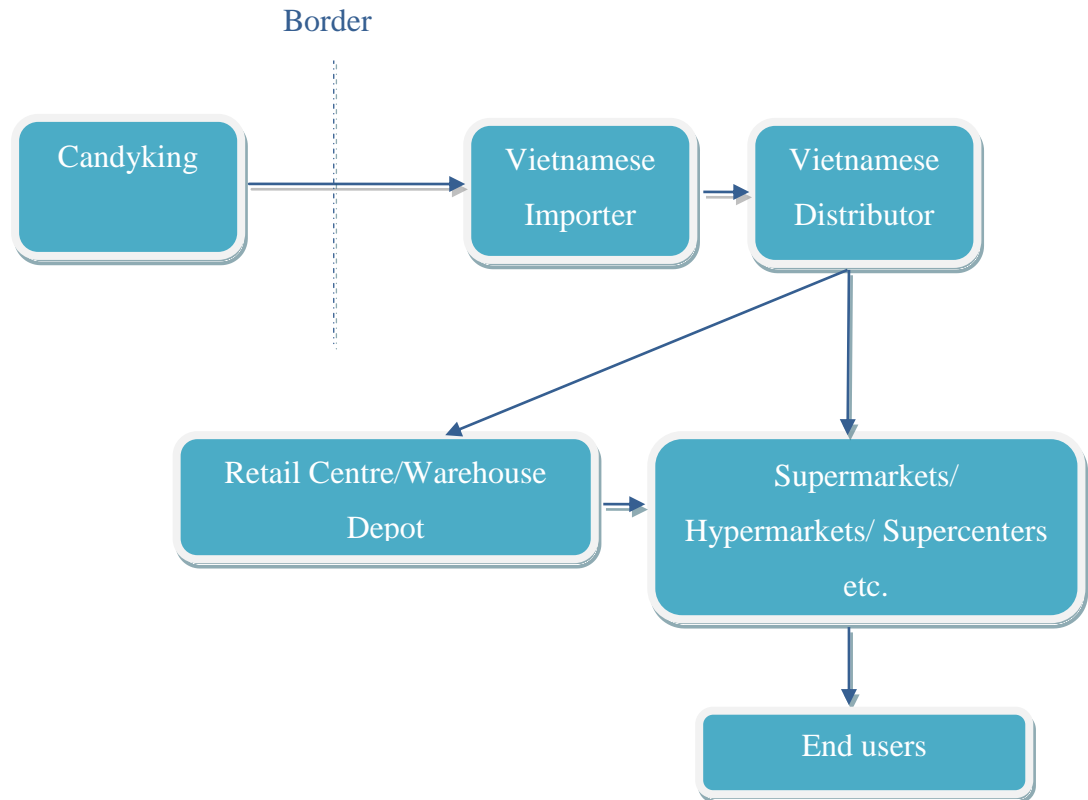 Border
Candyking
Vietnamese
Importer
Vietnamese
Distributor
Retail Centre/Warehouse
Depot
Supermarkets/
Hypermarkets/ Supercenters
etc.
End users